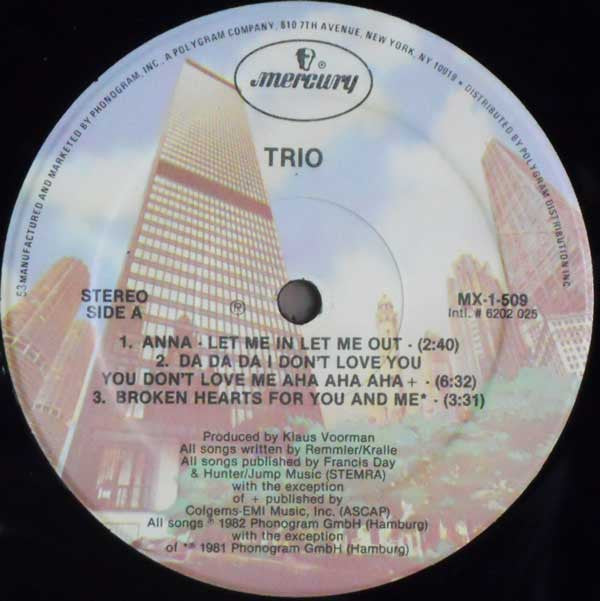 53 MANUFACTURED AND MARKETED BY PHONOGRAM, INC., A POLYGRAM COMPANY, 810 7TH AVENUE, NEW YORK, NY 10019 • DISTRIBUTED BY POLYGRAM DISTRIBUTION INC
mercury ®
TRIO
STEREO
SIDE A
℗
MX-1-509
Intl. # 6202 025
1. ANNA - LET ME IN LET ME OUT - (2:40)
2. DA DA DA I DON'T LOVE YOU
YOU DON'T LOVE ME AHA AHA AHA + - (6:32)
3. BROKEN HEARTS FOR YOU AND ME* - (3:31)
Produced by Klaus Voorman
All songs written by Remmler/Kralle
All songs published by Francis Day
& Hunter/Jump Music (STEMRA)
with the exception
of + published by
Colgems-EMI Music, Inc. (ASCAP)
All songs ℗ 1982 Phonogram GmbH (Hamburg)
with the exception
of *℗ 1981 Phonogram GmbH (Hamburg)